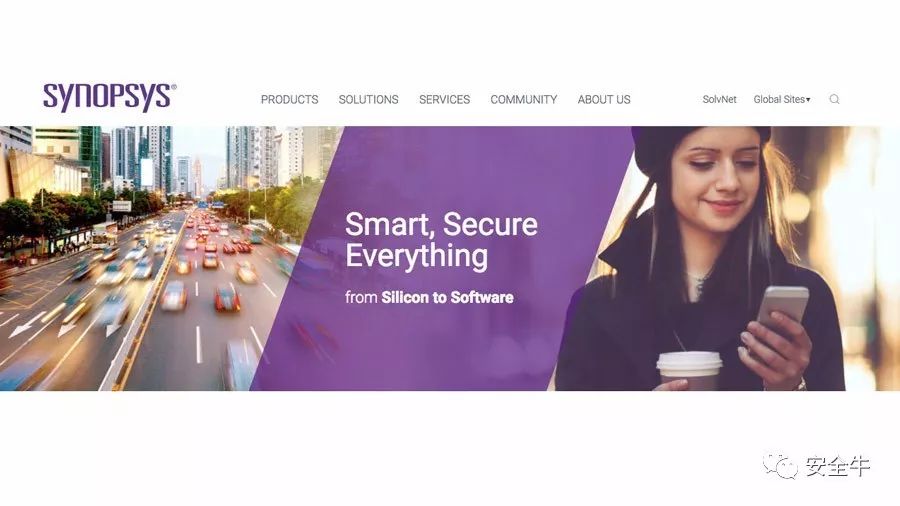 SYNOPSYS®
PRODUCTS SOLUTIONS SERVICES COMMUNITY ABOUT US SolvNet Global Sites▾
Smart, Secure
Everything
from Silicon to Software
安全牛